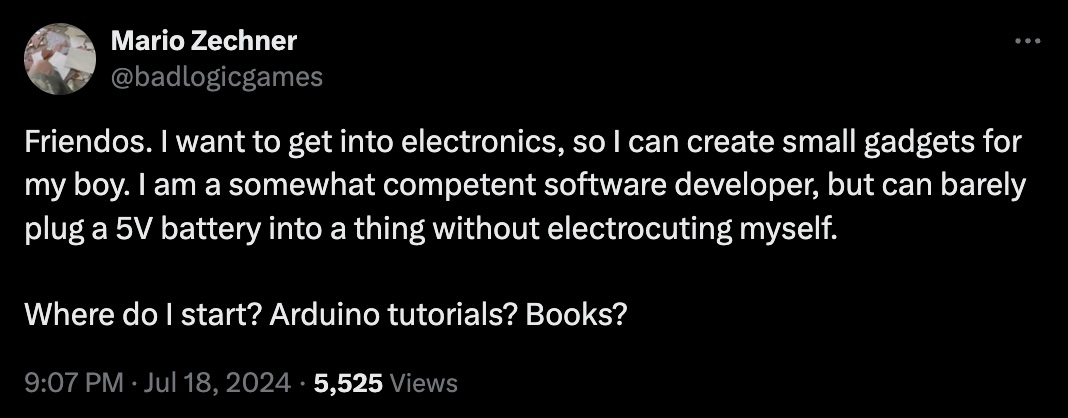 Mario Zechner
@badlogicgames
Friendos. I want to get into electronics, so I can create small gadgets for
my boy. I am a somewhat competent software developer, but can barely
plug a 5V battery into a thing without electrocuting myself.
Where do I start? Arduino tutorials? Books?
9:07 PM · Jul 18, 2024 · 5,525 Views